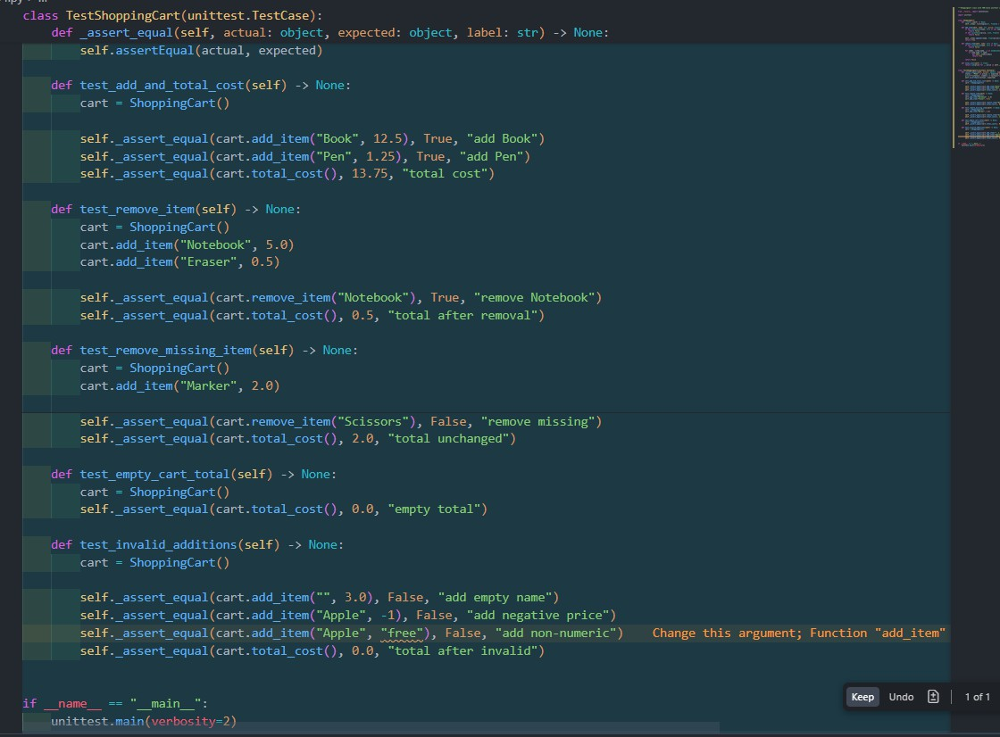 class TestShoppingCart(unittest.TestCase):
    def _assert_equal(self, actual: object, expected: object, label: str) -> None:
        self.assertEqual(actual, expected)

    def test_add_and_total_cost(self) -> None:
        cart = ShoppingCart()

        self._assert_equal(cart.add_item("Book", 12.5), True, "add Book")
        self._assert_equal(cart.add_item("Pen", 1.25), True, "add Pen")
        self._assert_equal(cart.total_cost(), 13.75, "total cost")

    def test_remove_item(self) -> None:
        cart = ShoppingCart()
        cart.add_item("Notebook", 5.0)
        cart.add_item("Eraser", 0.5)

        self._assert_equal(cart.remove_item("Notebook"), True, "remove Notebook")
        self._assert_equal(cart.total_cost(), 0.5, "total after removal")

    def test_remove_missing_item(self) -> None:
        cart = ShoppingCart()
        cart.add_item("Marker", 2.0)

        self._assert_equal(cart.remove_item("Scissors"), False, "remove missing")
        self._assert_equal(cart.total_cost(), 2.0, "total unchanged")

    def test_empty_cart_total(self) -> None:
        cart = ShoppingCart()
        self._assert_equal(cart.total_cost(), 0.0, "empty total")

    def test_invalid_additions(self) -> None:
        cart = ShoppingCart()

        self._assert_equal(cart.add_item("", 3.0), False, "add empty name")
        self._assert_equal(cart.add_item("Apple", -1), False, "add negative price")
        self._assert_equal(cart.add_item("Apple", "free"), False, "add non-numeric")    Change this argument; Function "add_item"
        self._assert_equal(cart.total_cost(), 0.0, "total after invalid")

Keep Undo 1 of 1
if __name__ == "__main__":
    unittest.main(verbosity=2)